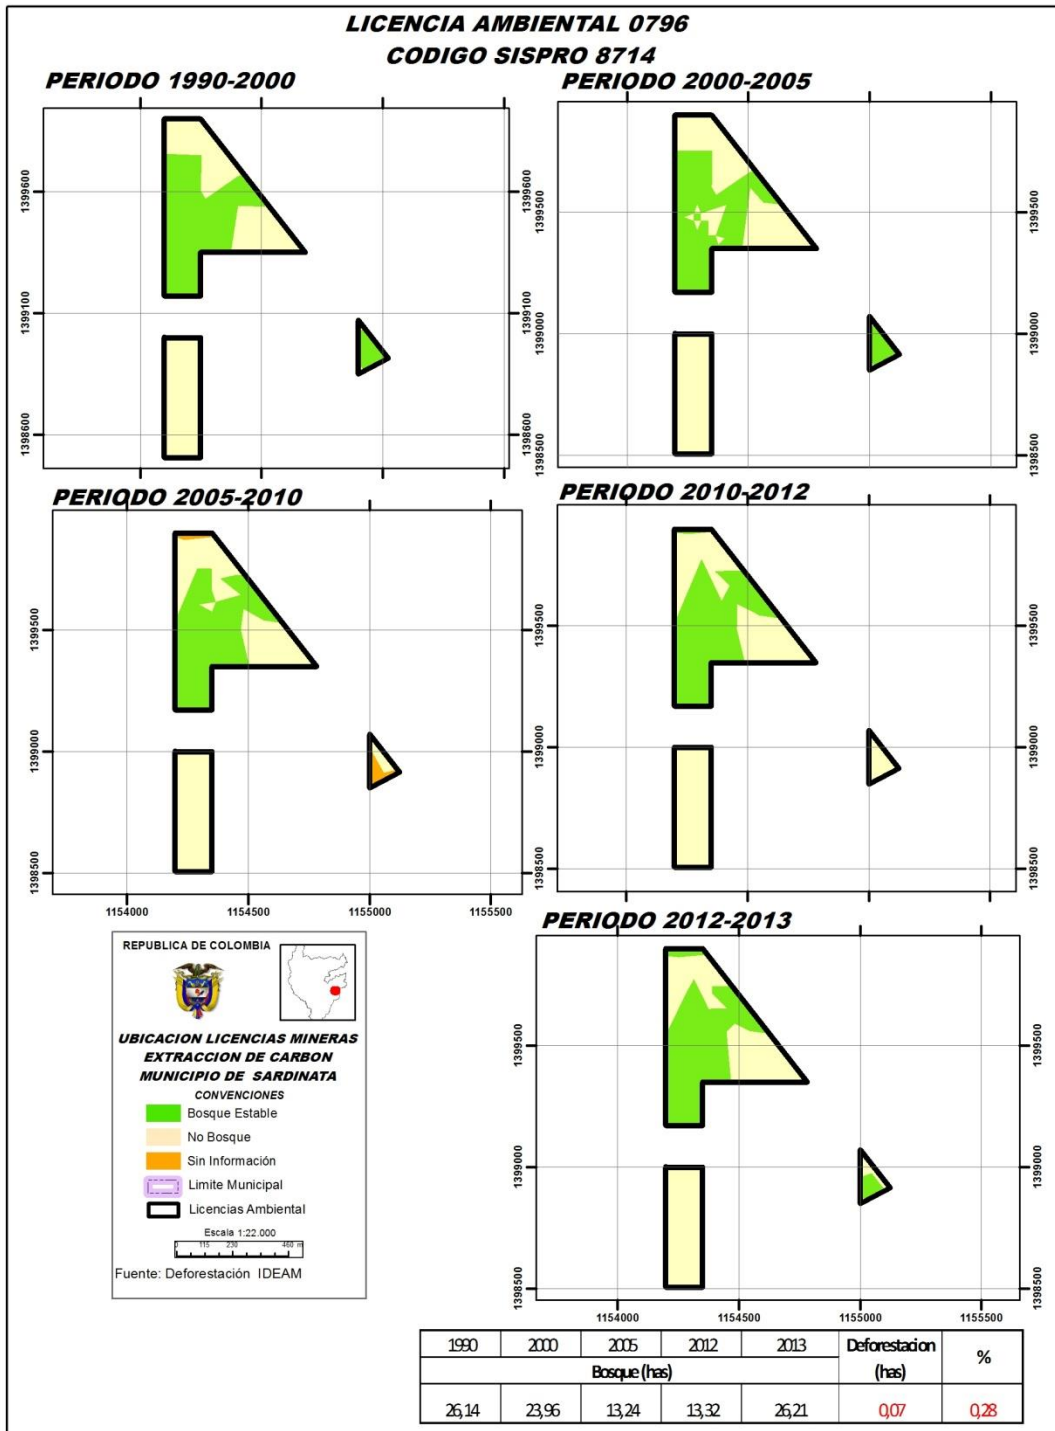 LICENCIA AMBIENTAL 0796
CODIGO SISPRO 8714
PERIODO 1990-2000
PERIODO 2000-2005
1399600
1399100
1398600
1399600
1399100
1398600
1399500
1399000
1398500
1399500
1399000
1398500
PERIODO 2005-2010
PERIODO 2010-2012
1399500
1399000
1398500
1399500
1399000
1398500
1399500
1399000
1398500
1154000
1154500
1155000
1155500
PERIODO 2012-2013
1399500
1399000
1398500
1399500
1399000
1398500
1154000
1154500
1155000
1155500
REPUBLICA DE COLOMBIA
UBICACION LICENCIAS MINERAS
EXTRACCION DE CARBON
MUNICIPIO DE SARDINATA
CONVENCIONES
Bosque Estable
No Bosque
Sin Información
Limite Municipal
Licencias Ambiental
Escala 1:22.000
0 115 230 460 m
Fuente: Deforestación IDEAM
1990 2000 2005 2012 2013 Deforestacion (has) %
Bosque (has)
26,14 23,96 13,24 13,32 26,21 0,07 0,28